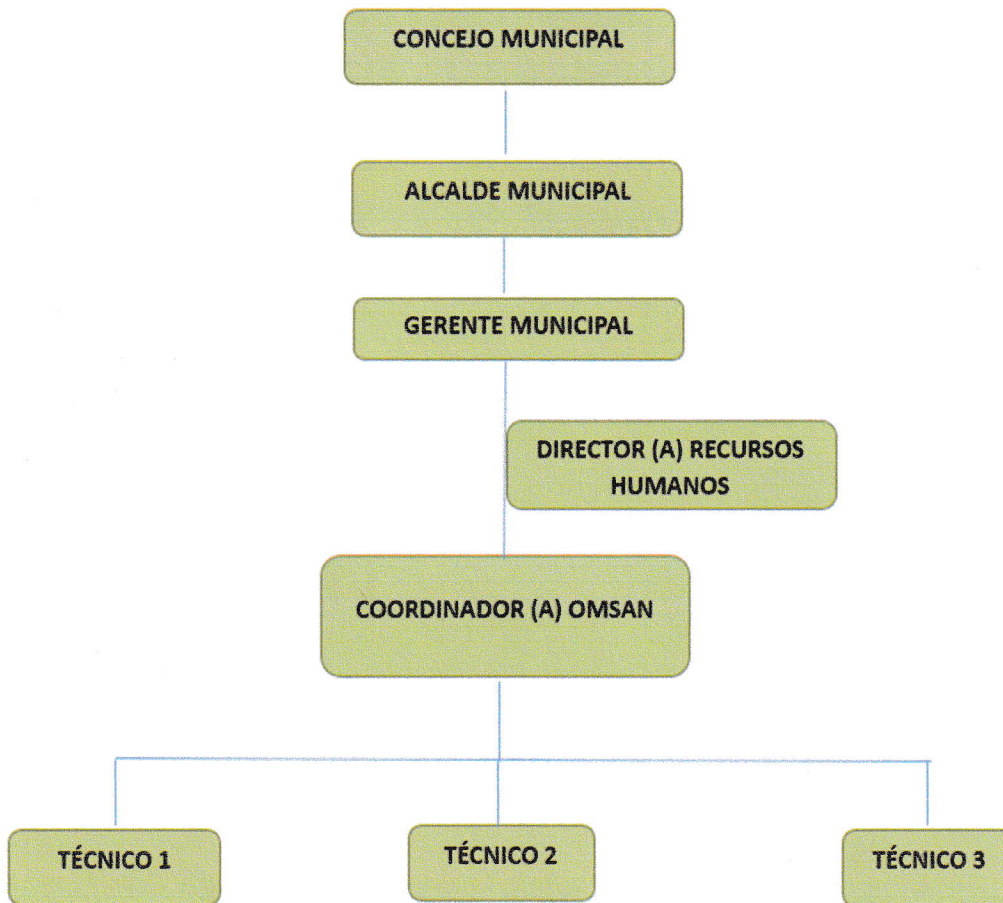 CONCEJO MUNICIPAL
ALCALDE MUNICIPAL
GERENTE MUNICIPAL
DIRECTOR (A) RECURSOS
HUMANOS
COORDINADOR (A) OMSAN
TÉCNICO 1
TÉCNICO 2
TÉCNICO 3